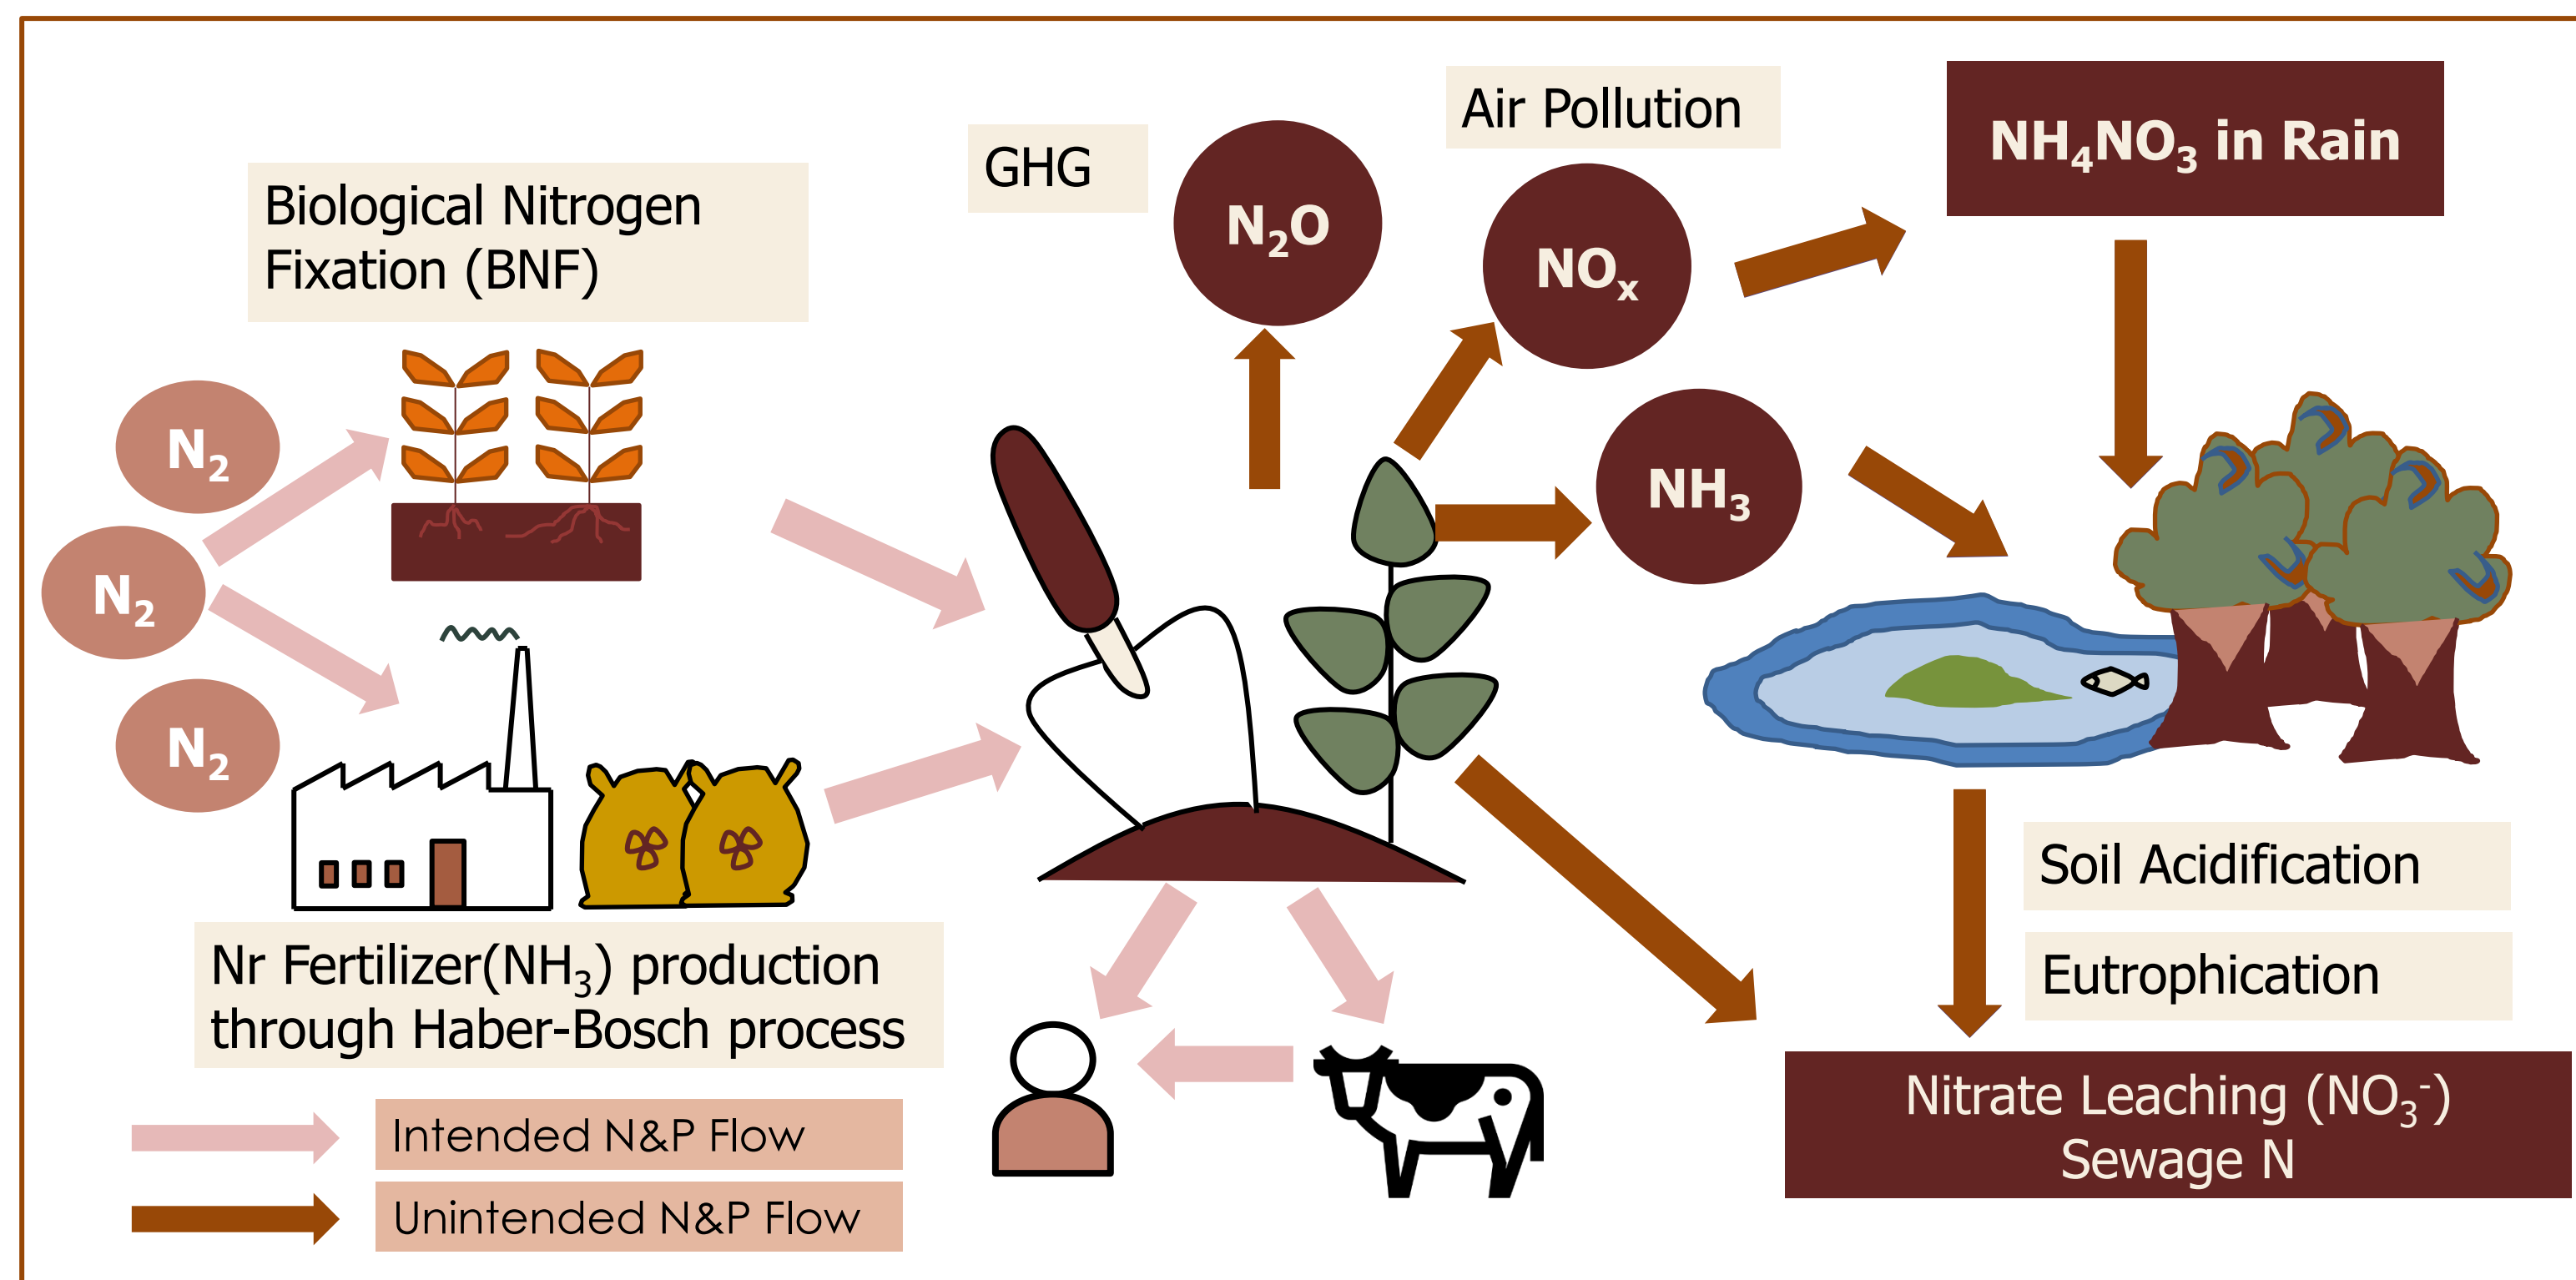 Biological Nitrogen
Fixation (BNF)
N₂
N₂
N₂
Nr Fertilizer(NH₃) production
through Haber-Bosch process
Intended N&P Flow
Unintended N&P Flow
GHG
N₂O
Air Pollution
NOₓ
NH₃
NH₄NO₃ in Rain
Soil Acidification
Eutrophication
Nitrate Leaching (NO₃⁻)
Sewage N